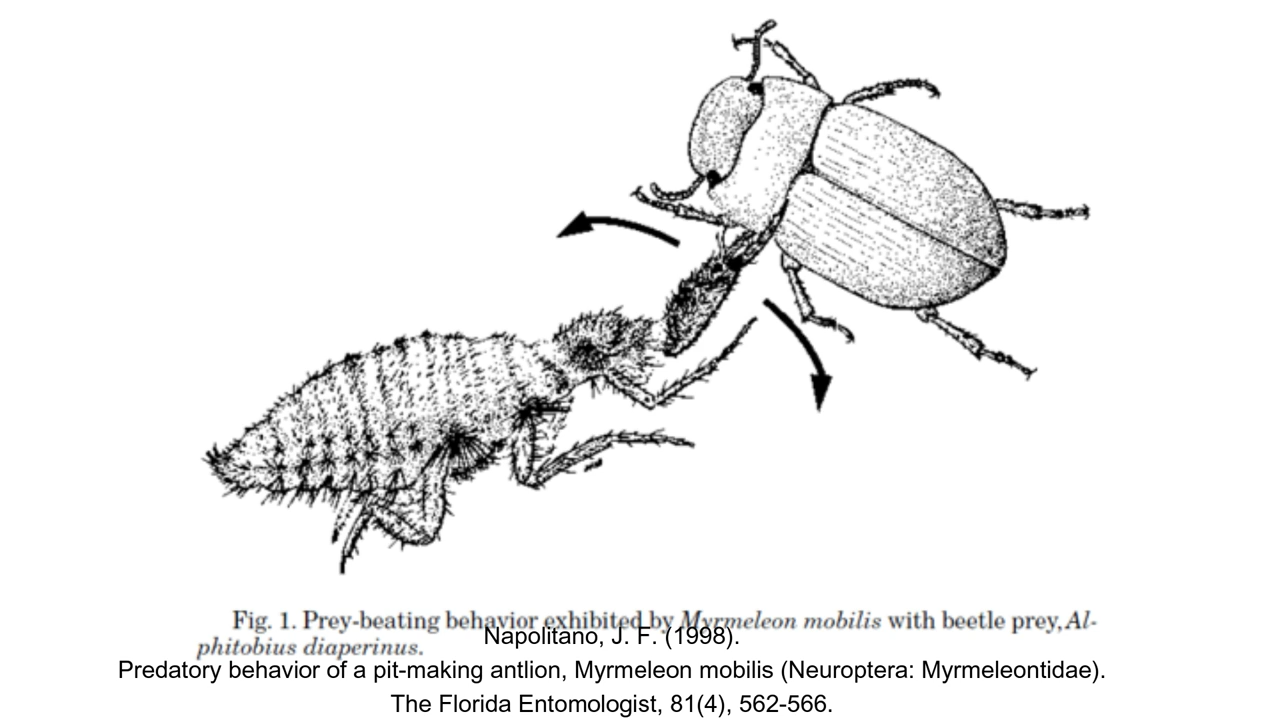 Fig. 1. Prey-beating behavior exhibited by Myrmeleon mobilis with beetle prey, Al-
phitobius diaperinus.
Napolitano, J. F. (1998).
Predatory behavior of a pit-making antlion, Myrmeleon mobilis (Neuroptera: Myrmeleontidae).
The Florida Entomologist, 81(4), 562-566.